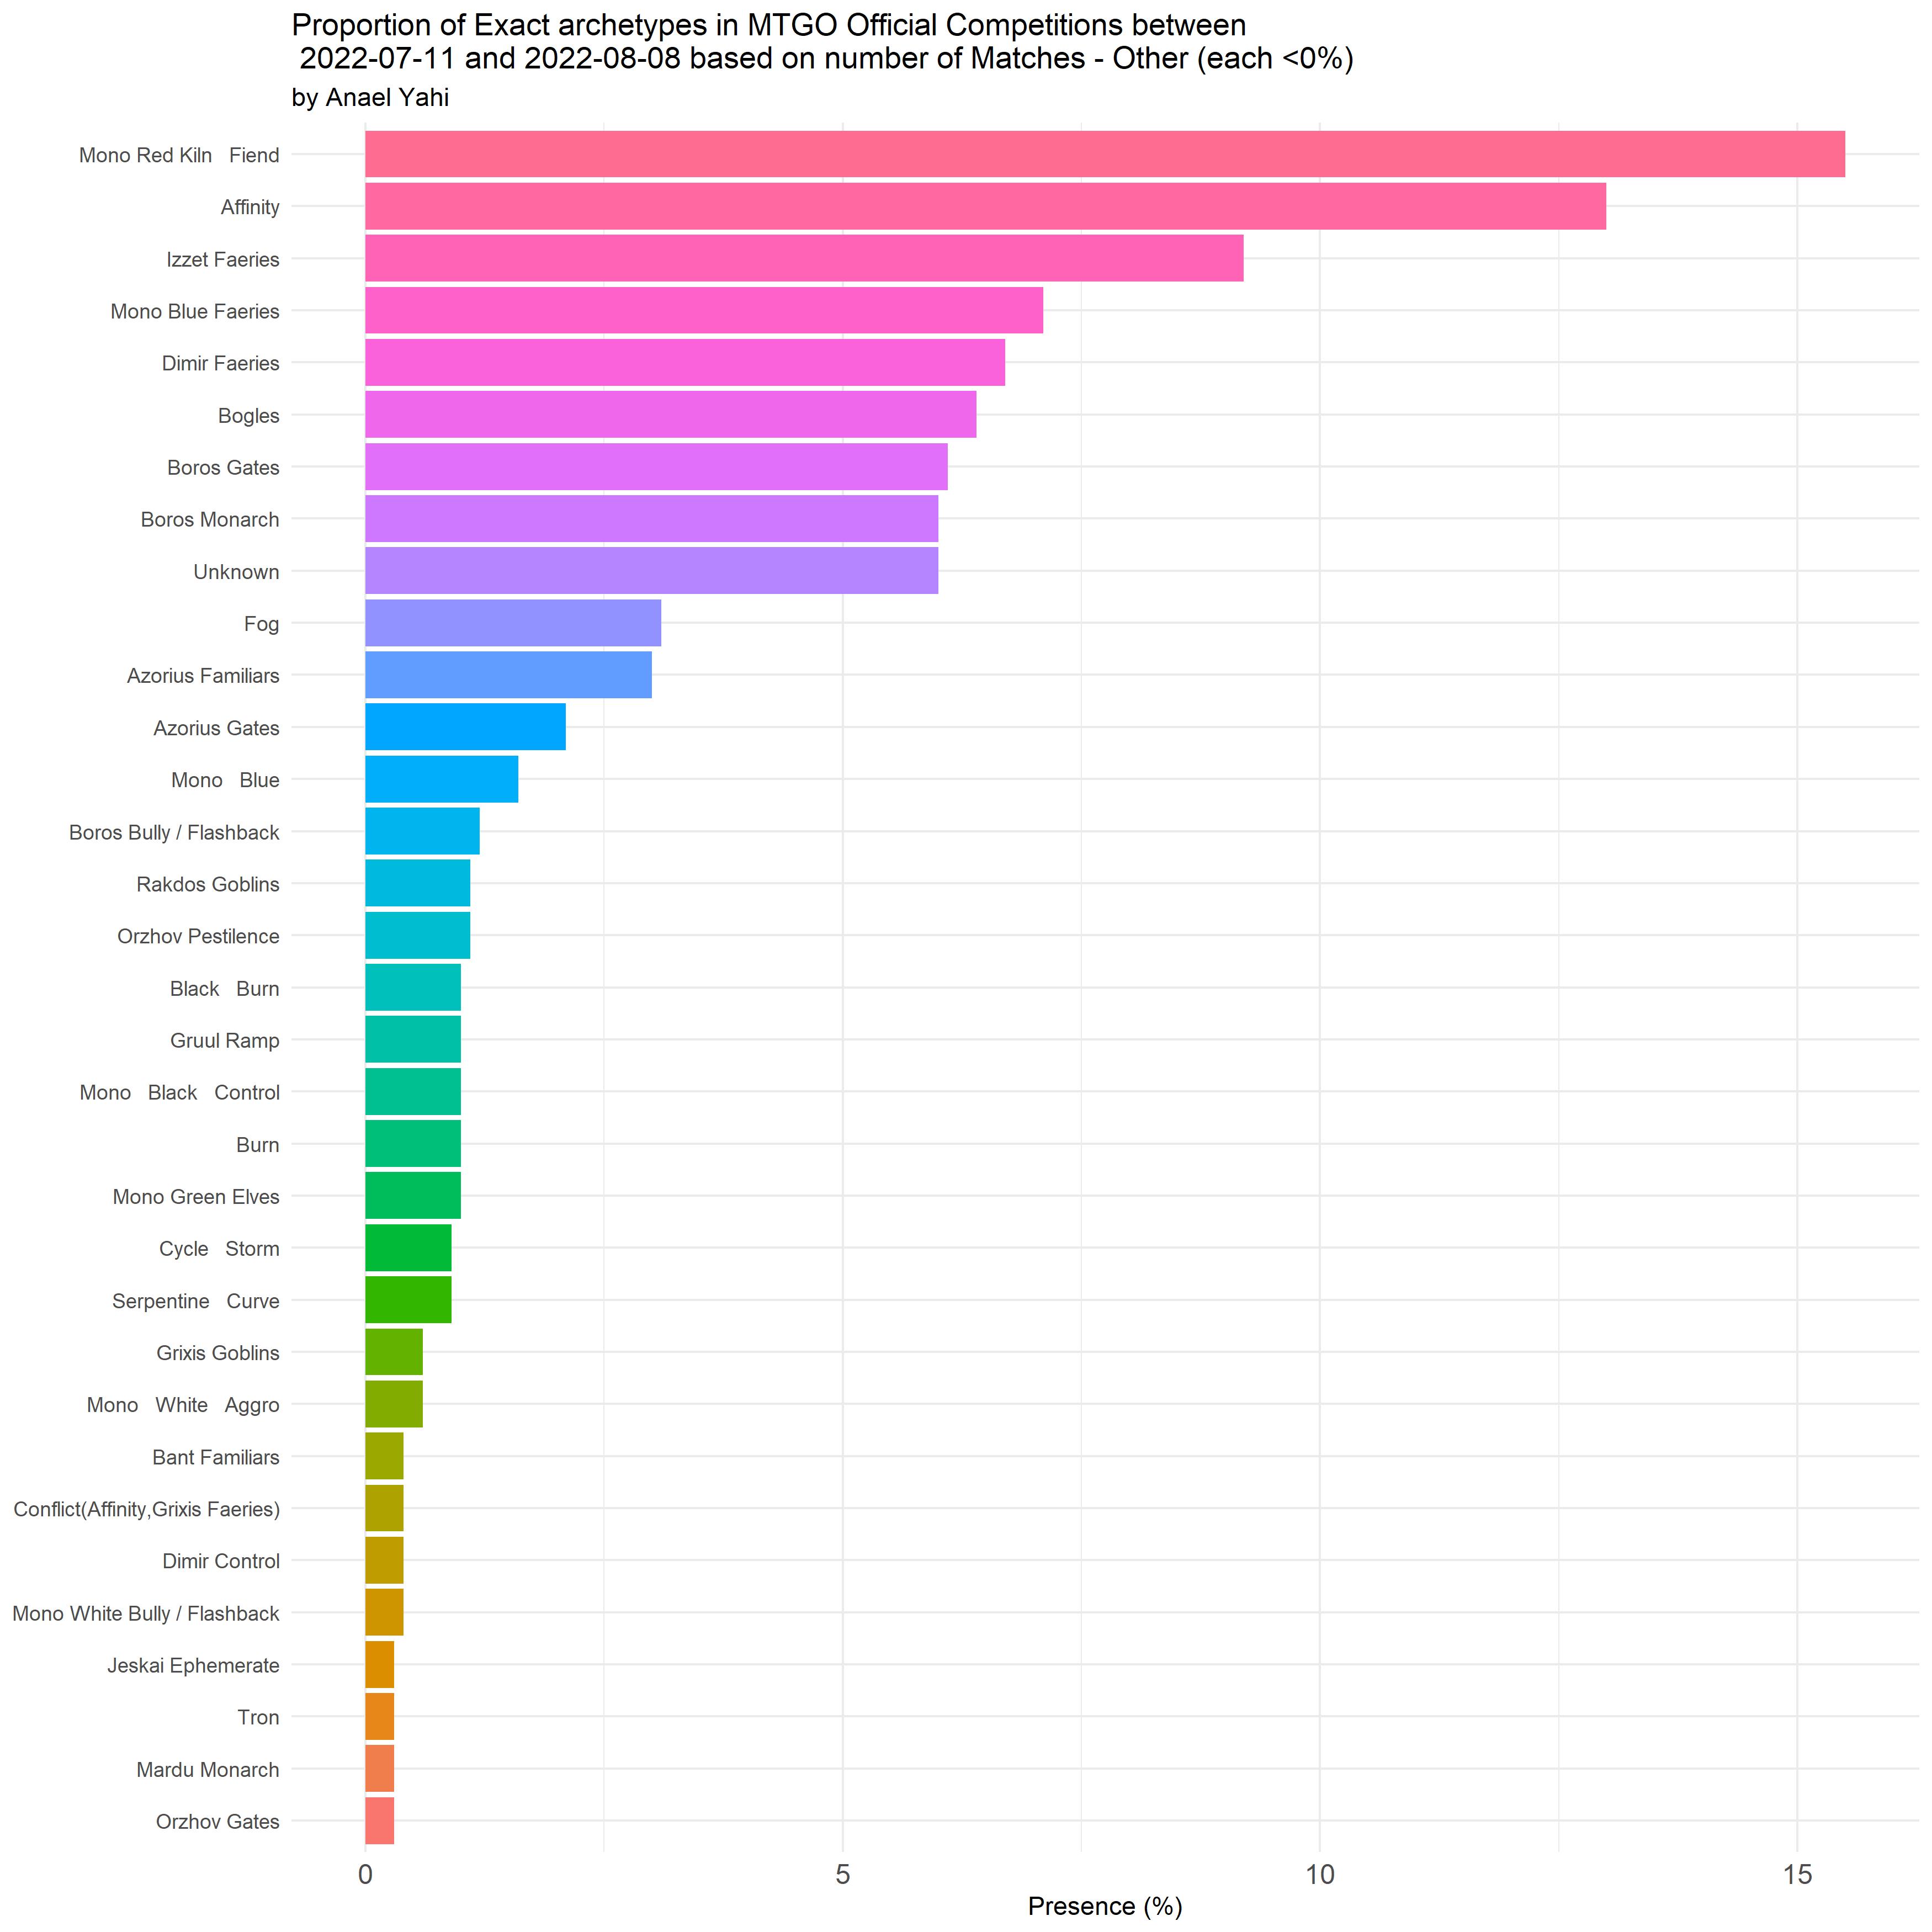 Proportion of Exact archetypes in MTGO Official Competitions between
2022-07-11 and 2022-08-08 based on number of Matches - Other (each <0%)
by Anael Yahi
Mono Red Kiln   Fiend
Affinity
Izzet Faeries
Mono Blue Faeries
Dimir Faeries
Bogles
Boros Gates
Boros Monarch
Unknown
Fog
Azorius Familiars
Azorius Gates
Mono   Blue
Boros Bully / Flashback
Rakdos Goblins
Orzhov Pestilence
Black   Burn
Gruul Ramp
Mono   Black   Control
Burn
Mono Green Elves
Cycle   Storm
Serpentine   Curve
Grixis Goblins
Mono   White   Aggro
Bant Familiars
Conflict(Affinity,Grixis Faeries)
Dimir Control
Mono White Bully / Flashback
Jeskai Ephemerate
Tron
Mardu Monarch
Orzhov Gates
0 5 10 15
Presence (%)